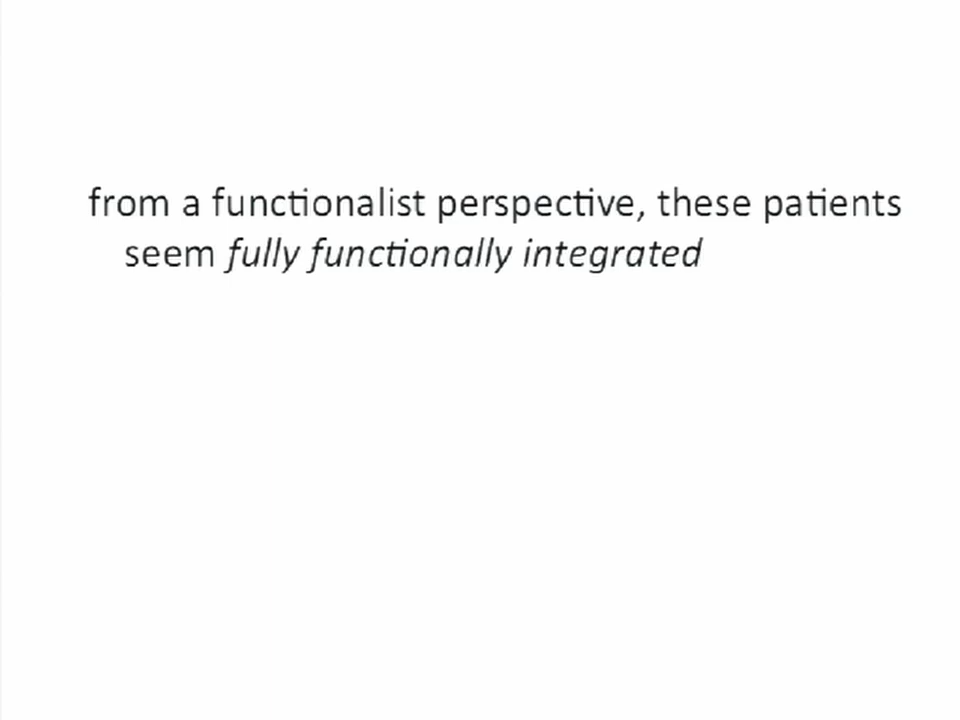 from a functionalist perspective, these patients
seem fully functionally integrated